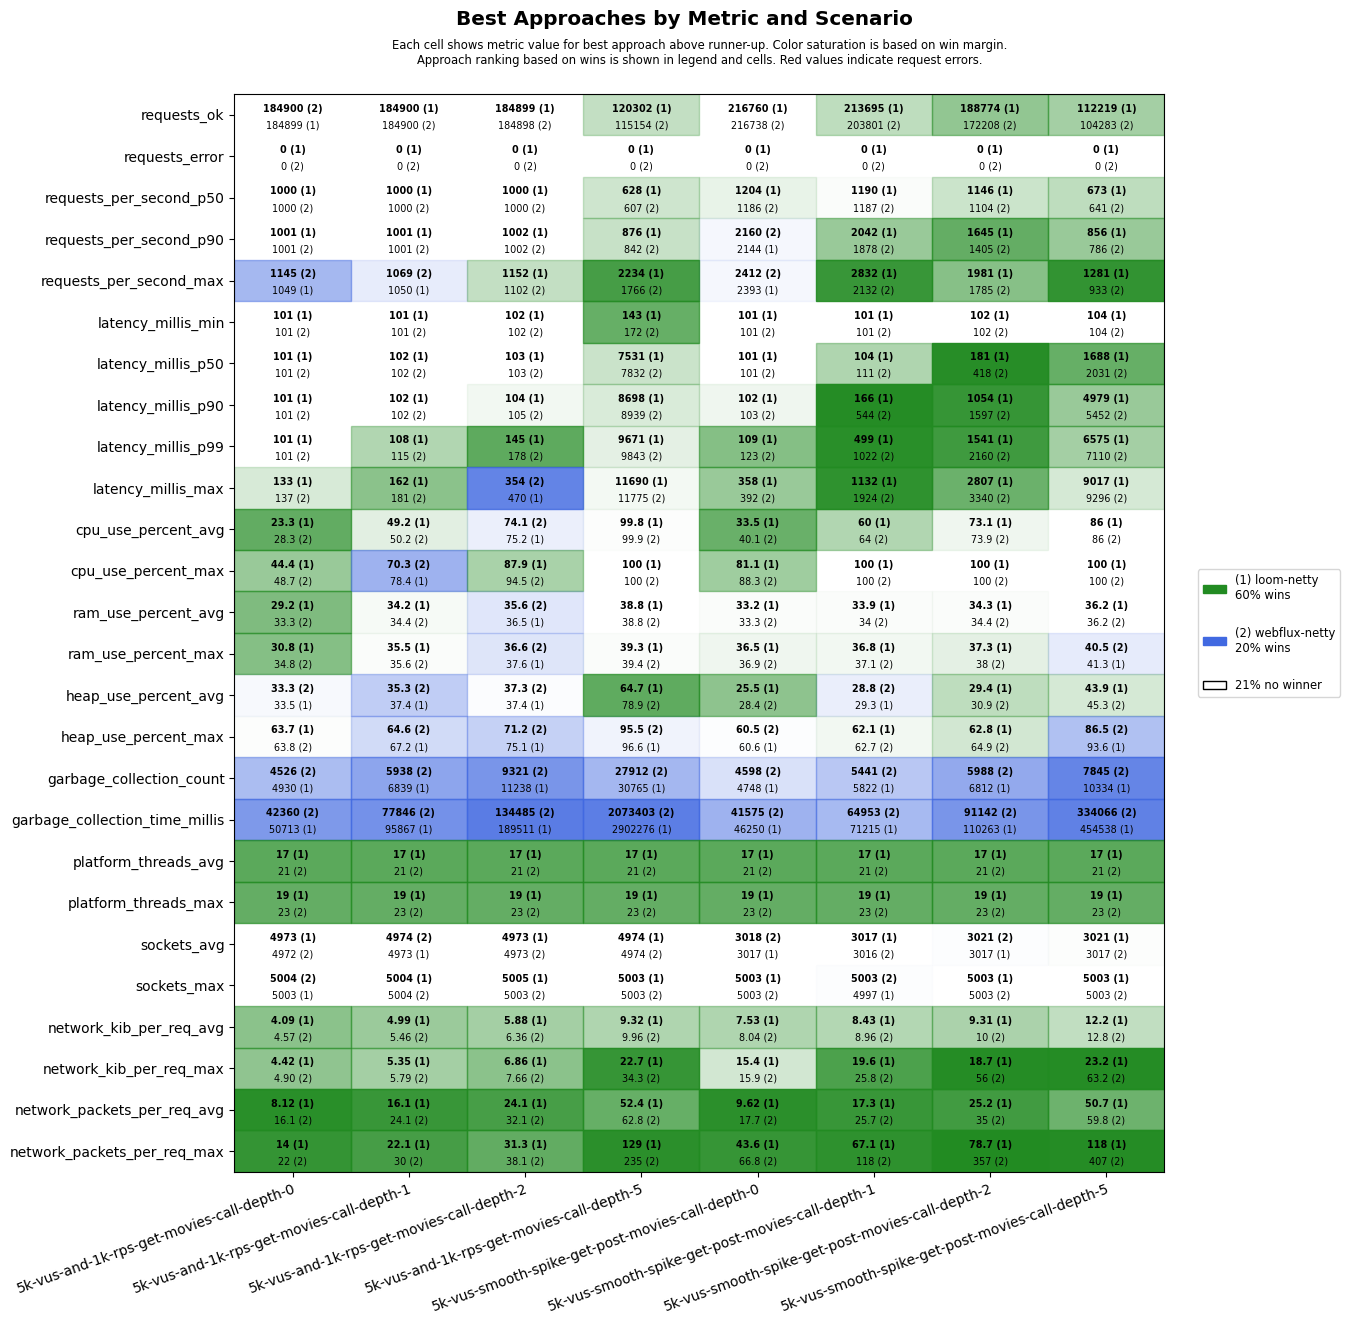 Best Approaches by Metric and Scenario
Each cell shows metric value for best approach above runner-up. Color saturation is based on win margin.
Approach ranking based on wins is shown in legend and cells. Red values indicate request errors.
requests_ok
184900 (2) 184900 (1) 184899 (1) 120302 (1) 216760 (1) 213695 (1) 188774 (1) 112219 (1)
184899 (1) 184900 (2) 184898 (2) 115154 (2) 216738 (2) 203801 (2) 172208 (2) 104283 (2)
requests_error
0 (1) 0 (1) 0 (1) 0 (1) 0 (1) 0 (1) 0 (1) 0 (1)
0 (2) 0 (2) 0 (2) 0 (2) 0 (2) 0 (2) 0 (2) 0 (2)
requests_per_second_p50
1000 (1) 1000 (1) 1000 (1) 628 (1) 1204 (1) 1190 (1) 1146 (1) 673 (1)
1000 (2) 1000 (2) 1000 (2) 607 (2) 1186 (2) 1187 (2) 1104 (2) 641 (2)
requests_per_second_p90
1001 (1) 1001 (1) 1002 (1) 876 (1) 2160 (2) 2042 (1) 1645 (1) 856 (1)
1001 (2) 1001 (2) 1002 (2) 842 (2) 2144 (1) 1878 (2) 1405 (2) 786 (2)
requests_per_second_max
1145 (2) 1069 (2) 1152 (1) 2234 (1) 2412 (2) 2832 (1) 1981 (1) 1281 (1)
1049 (1) 1050 (1) 1102 (2) 1766 (2) 2393 (1) 2132 (2) 1785 (2) 933 (2)
latency_millis_min
101 (1) 101 (1) 102 (1) 143 (1) 101 (1) 101 (1) 102 (1) 104 (1)
101 (2) 101 (2) 102 (2) 172 (2) 101 (2) 101 (2) 102 (2) 104 (2)
latency_millis_p50
101 (1) 102 (1) 103 (1) 7531 (1) 101 (1) 104 (1) 181 (1) 1688 (1)
101 (2) 102 (2) 103 (2) 7832 (2) 101 (2) 111 (2) 418 (2) 2031 (2)
latency_millis_p90
101 (1) 102 (1) 104 (1) 8698 (1) 102 (1) 166 (1) 1054 (1) 4979 (1)
101 (2) 102 (2) 105 (2) 8939 (2) 103 (2) 544 (2) 1597 (2) 5452 (2)
latency_millis_p99
101 (1) 108 (1) 145 (1) 9671 (1) 109 (1) 499 (1) 1541 (1) 6575 (1)
101 (2) 115 (2) 178 (2) 9843 (2) 123 (2) 1022 (2) 2160 (2) 7110 (2)
latency_millis_max
133 (1) 162 (1) 354 (2) 11690 (1) 358 (1) 1132 (1) 2807 (1) 9017 (1)
137 (2) 181 (2) 470 (1) 11775 (2) 392 (2) 1924 (2) 3340 (2) 9296 (2)
cpu_use_percent_avg
23.3 (1) 49.2 (1) 74.1 (2) 99.8 (1) 33.5 (1) 60 (1) 73.1 (1) 86 (1)
28.3 (2) 50.2 (2) 75.2 (1) 99.9 (2) 40.1 (2) 64 (2) 73.9 (2) 86 (2)
cpu_use_percent_max
44.4 (1) 70.3 (2) 87.9 (1) 100 (1) 81.1 (1) 100 (1) 100 (1) 100 (1)
48.7 (2) 78.4 (1) 94.5 (2) 100 (2) 88.3 (2) 100 (2) 100 (2) 100 (2)
ram_use_percent_avg
29.2 (1) 34.2 (1) 35.6 (2) 38.8 (1) 33.2 (1) 33.9 (1) 34.3 (1) 36.2 (1)
33.3 (2) 34.4 (2) 36.5 (1) 38.8 (2) 33.3 (2) 34 (2) 34.4 (2) 36.2 (2)
ram_use_percent_max
30.8 (1) 35.5 (1) 36.6 (2) 39.3 (1) 36.5 (1) 36.8 (1) 37.3 (1) 40.5 (2)
34.8 (2) 35.6 (2) 37.6 (1) 39.4 (2) 36.9 (2) 37.1 (2) 38 (2) 41.3 (1)
heap_use_percent_avg
33.3 (2) 35.3 (2) 37.3 (2) 64.7 (1) 25.5 (1) 28.8 (2) 29.4 (1) 43.9 (1)
33.5 (1) 37.4 (1) 37.4 (1) 78.9 (2) 28.4 (2) 29.3 (1) 30.9 (2) 45.3 (2)
heap_use_percent_max
63.7 (1) 64.6 (2) 71.2 (2) 95.5 (2) 60.5 (2) 62.1 (1) 62.8 (1) 86.5 (2)
63.8 (2) 67.2 (1) 75.1 (1) 96.6 (1) 60.6 (1) 62.7 (2) 64.9 (2) 93.6 (1)
garbage_collection_count
4526 (2) 5938 (2) 9321 (2) 27912 (2) 4598 (2) 5441 (2) 5988 (2) 7845 (2)
4930 (1) 6839 (1) 11238 (1) 30765 (1) 4748 (1) 5822 (1) 6812 (1) 10334 (1)
garbage_collection_time_millis
42360 (2) 77846 (2) 134485 (2) 2073403 (2) 41575 (2) 64953 (2) 91142 (2) 334066 (2)
50713 (1) 95867 (1) 189511 (1) 2902276 (1) 46250 (1) 71215 (1) 110263 (1) 454538 (1)
platform_threads_avg
17 (1) 17 (1) 17 (1) 17 (1) 17 (1) 17 (1) 17 (1) 17 (1)
21 (2) 21 (2) 21 (2) 21 (2) 21 (2) 21 (2) 21 (2) 21 (2)
platform_threads_max
19 (1) 19 (1) 19 (1) 19 (1) 19 (1) 19 (1) 19 (1) 19 (1)
23 (2) 23 (2) 23 (2) 23 (2) 23 (2) 23 (2) 23 (2) 23 (2)
sockets_avg
4973 (1) 4974 (2) 4973 (1) 4974 (1) 3018 (2) 3017 (1) 3021 (2) 3021 (1)
4972 (2) 4973 (1) 4973 (2) 4974 (2) 3017 (1) 3016 (2) 3017 (1) 3017 (2)
sockets_max
5004 (2) 5004 (1) 5005 (1) 5003 (1) 5003 (1) 5003 (2) 5003 (1) 5003 (1)
5003 (1) 5004 (2) 5003 (2) 5003 (2) 5003 (2) 4997 (1) 5003 (2) 5003 (2)
network_kib_per_req_avg
4.09 (1) 4.99 (1) 5.88 (1) 9.32 (1) 7.53 (1) 8.43 (1) 9.31 (1) 12.2 (1)
4.57 (2) 5.46 (2) 6.36 (2) 9.96 (2) 8.04 (2) 8.96 (2) 10 (2) 12.8 (2)
network_kib_per_req_max
4.42 (1) 5.35 (1) 6.86 (1) 22.7 (1) 15.4 (1) 19.6 (1) 18.7 (1) 23.2 (1)
4.90 (2) 5.79 (2) 7.66 (2) 34.3 (2) 15.9 (2) 25.8 (2) 56 (2) 63.2 (2)
network_packets_per_req_avg
8.12 (1) 16.1 (1) 24.1 (1) 52.4 (1) 9.62 (1) 17.3 (1) 25.2 (1) 50.7 (1)
16.1 (2) 24.1 (2) 32.1 (2) 62.8 (2) 17.7 (2) 25.7 (2) 35 (2) 59.8 (2)
network_packets_per_req_max
14 (1) 22.1 (1) 31.3 (1) 129 (1) 43.6 (1) 67.1 (1) 78.7 (1) 118 (1)
22 (2) 30 (2) 38.1 (2) 235 (2) 66.8 (2) 118 (2) 357 (2) 407 (2)
5k-vus-and-1k-rps-get-movies-call-depth-0
5k-vus-and-1k-rps-get-movies-call-depth-1
5k-vus-and-1k-rps-get-movies-call-depth-2
5k-vus-and-1k-rps-get-movies-call-depth-5
5k-vus-smooth-spike-get-post-movies-call-depth-0
5k-vus-smooth-spike-get-post-movies-call-depth-1
5k-vus-smooth-spike-get-post-movies-call-depth-2
5k-vus-smooth-spike-get-post-movies-call-depth-5
(1) loom-netty
60% wins
(2) webflux-netty
20% wins
21% no winner